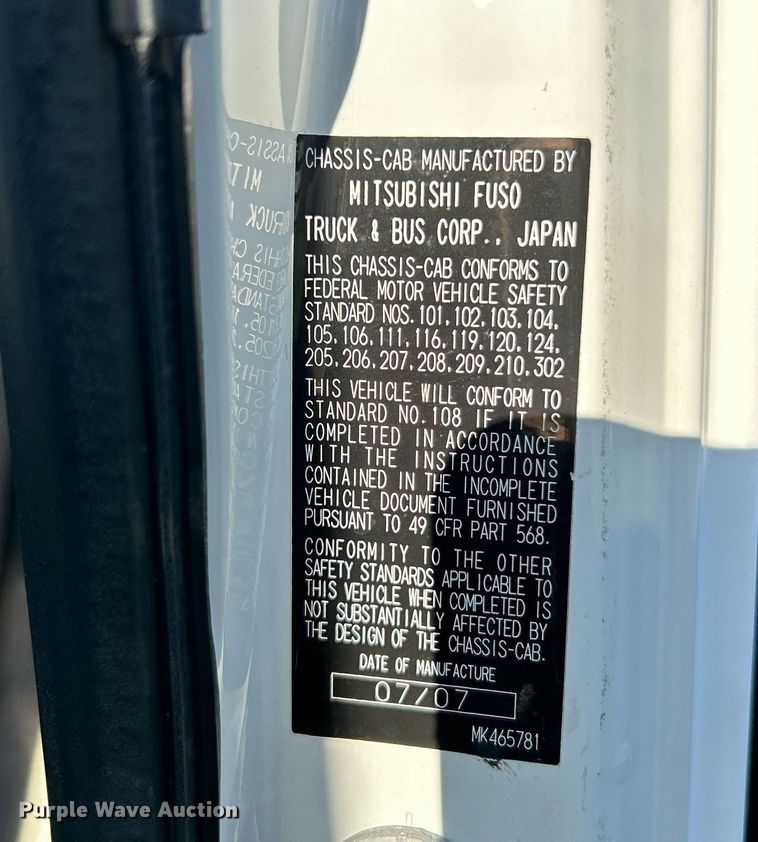 CHASSIS-CAB MANUFACTURED BY
MITSUBISHI FUSO
TRUCK & BUS CORP., JAPAN
THIS CHASSIS-CAB CONFORMS TO
FEDERAL MOTOR VEHICLE SAFETY
STANDARD NOS. 101, 102, 103, 104,
105, 106, 111, 116, 119, 120, 124,
205, 206, 207, 208, 209, 210, 302
THIS VEHICLE WILL CONFORM TO
STANDARD NO. 108 IF IT IS
COMPLETED IN ACCORDANCE
WITH THE INSTRUCTIONS
CONTAINED IN THE INCOMPLETE
VEHICLE DOCUMENT FURNISHED
PURSUANT TO 49 CFR PART 568.
CONFORMITY TO THE OTHER
SAFETY STANDARDS APPLICABLE TO
THIS VEHICLE WHEN COMPLETED IS
NOT SUBSTANTIALLY AFFECTED BY
THE DESIGN OF THE CHASSIS-CAB.
DATE OF MANUFACTURE
07/07
MK465781
Purple Wave Auction